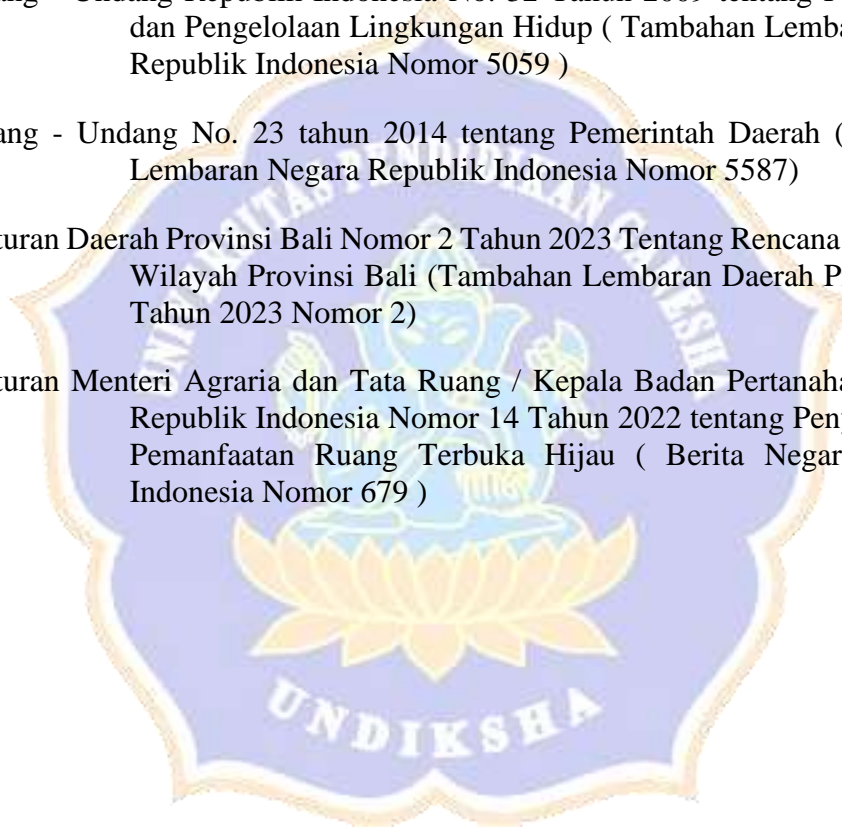 dan Pengelolaan Lingkungan Hidup ( Tambahan Lemba
Republik Indonesia Nomor 5059 )
ang - Undang No. 23 tahun 2014 tentang Pemerintah Daerah (
Lembaran Negara Republik Indonesia Nomor 5587)
turan Daerah Provinsi Bali Nomor 2 Tahun 2023 Tentang Rencana
Wilayah Provinsi Bali (Tambahan Lembaran Daerah P
Tahun 2023 Nomor 2)
turan Menteri Agraria dan Tata Ruang / Kepala Badan Pertanaha
Republik Indonesia Nomor 14 Tahun 2022 tentang Pen
Pemanfaatan Ruang Terbuka Hijau ( Berita Negar
Indonesia Nomor 679 )
UNIVERSITAS PENDIDIKAN GANESHA
UNDIKSHA